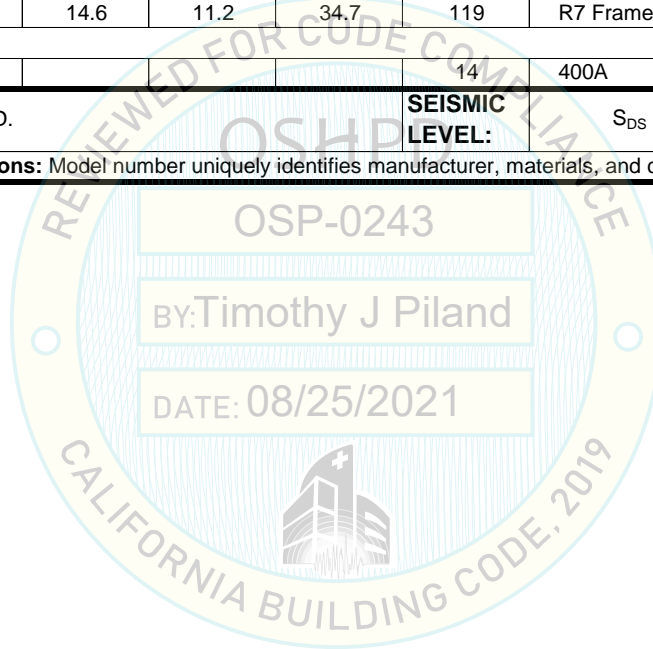 14.6 11.2 34.7 119 R7 Frame
14 400A
D. SEISMIC LEVEL: SDS
ons: Model number uniquely identifies manufacturer, materials, and c
REVIEWED FOR CODE COMPLIANCE
OSHPD
OSP-0243
BY:Timothy J Piland
DATE: 08/25/2021
CALIFORNIA BUILDING CODE, 2019